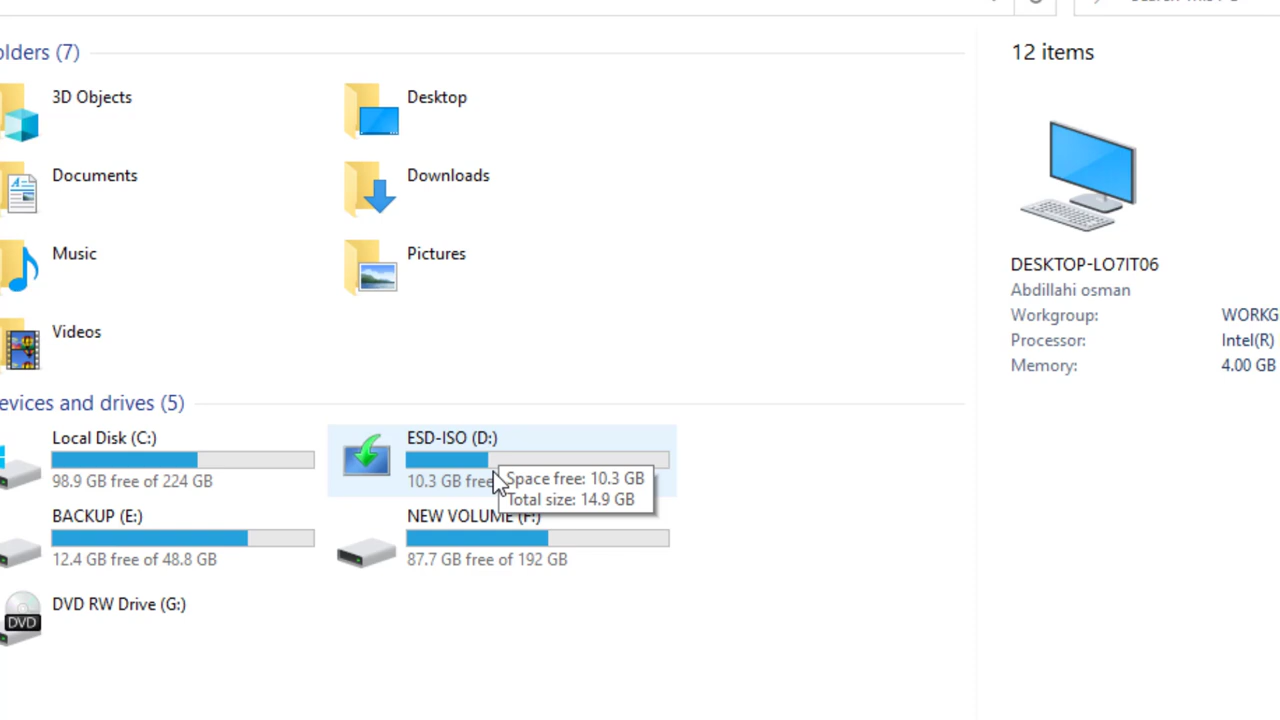 olders (7)
3D Objects
Desktop
Documents
Downloads
Music
Pictures
Videos
evices and drives (5)
Local Disk (C:)
98.9 GB free of 224 GB
ESD-ISO (D:)
10.3 GB free
Space free: 10.3 GB
Total size: 14.9 GB
BACKUP (E:)
12.4 GB free of 48.8 GB
NEW VOLUME (F:)
87.7 GB free of 192 GB
DVD RW Drive (G:)
DVD
12 items
DESKTOP-LO7IT06
Abdillahi osman
Workgroup: WORKG
Processor: Intel(R)
Memory: 4.00 GB